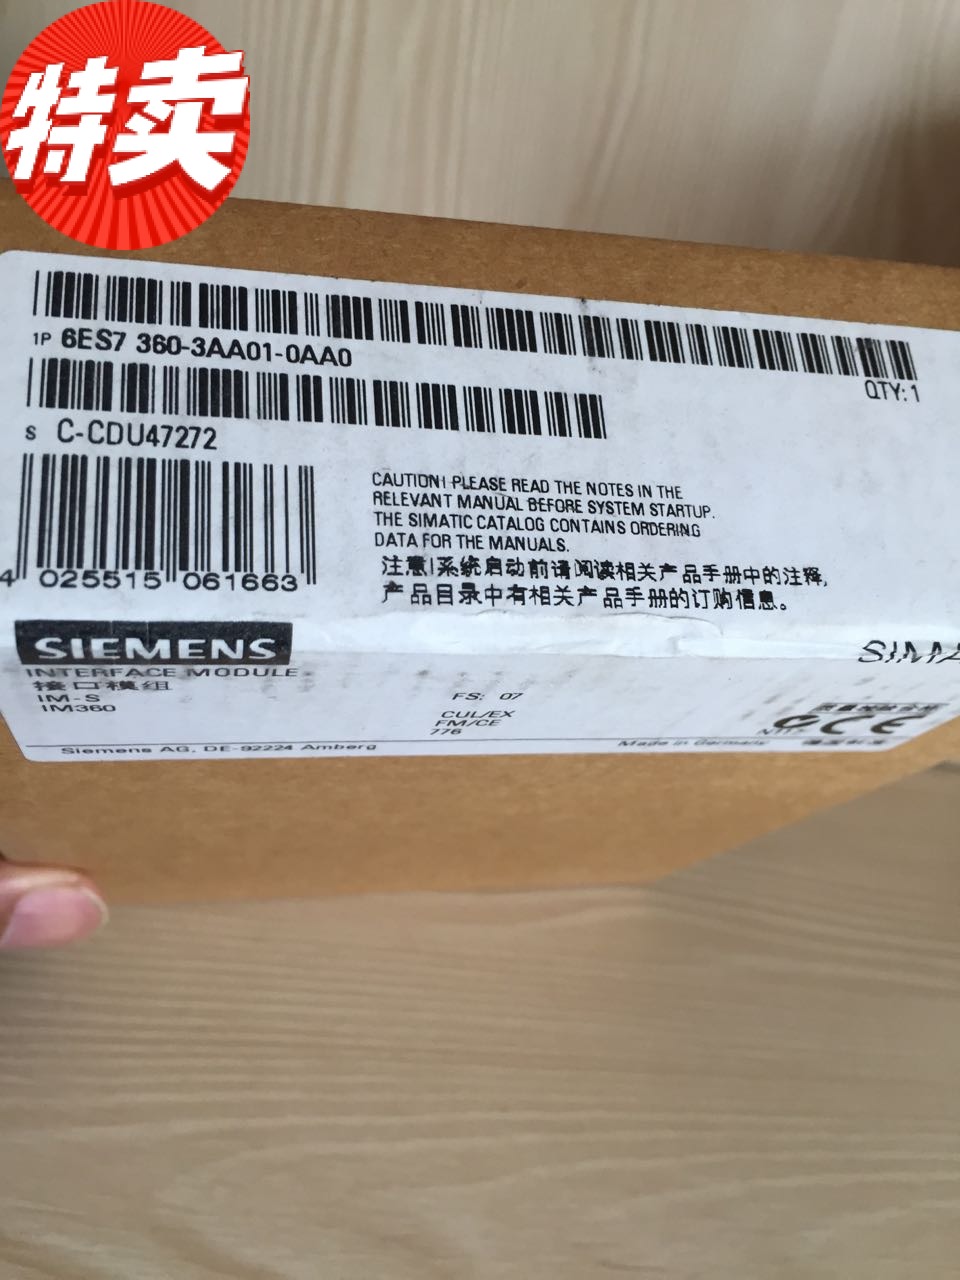 特卖
1P 6ES7 360-3AA01-0AA0
QTY: 1
S C-CDU47272
4 025515 061663
CAUTION! PLEASE READ THE NOTES IN THE
RELEVANT MANUAL BEFORE SYSTEM STARTUP.
THE SIMATIC CATALOG CONTAINS ORDERING
DATA FOR THE MANUALS.
注意!系统启动前请阅读相关产品手册中的注释,
产品目录中有相关产品手册的订购信息。
SIEMENS
INTERFACE MODULE
接口模组
IM-S
IM360
FS: 07
CUL/EX
FM/CE
776
CE
Siemens AG, DE-92224 Amberg
Made in Germany